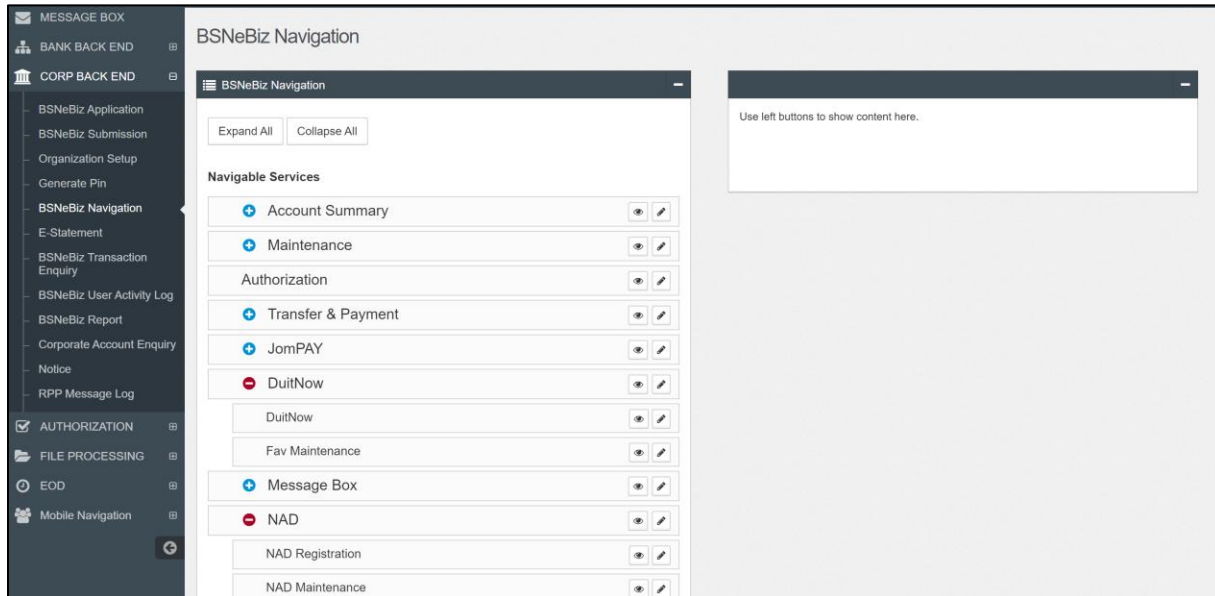 MESSAGE BOX
BANK BACK END
CORP BACK END
BSNeBiz Application
BSNeBiz Submission
Organization Setup
Generate Pin
BSNeBiz Navigation
E-Statement
BSNeBiz Transaction
Enquiry
BSNeBiz User Activity Log
BSNeBiz Report
Corporate Account Enquiry
Notice
RPP Message Log
AUTHORIZATION
FILE PROCESSING
EOD
Mobile Navigation
BSNeBiz Navigation
BSNeBiz Navigation
Expand All Collapse All
Navigable Services
Account Summary
Maintenance
Authorization
Transfer & Payment
JomPAY
DuitNow
DuitNow
Fav Maintenance
Message Box
NAD
NAD Registration
NAD Maintenance
Use left buttons to show content here.